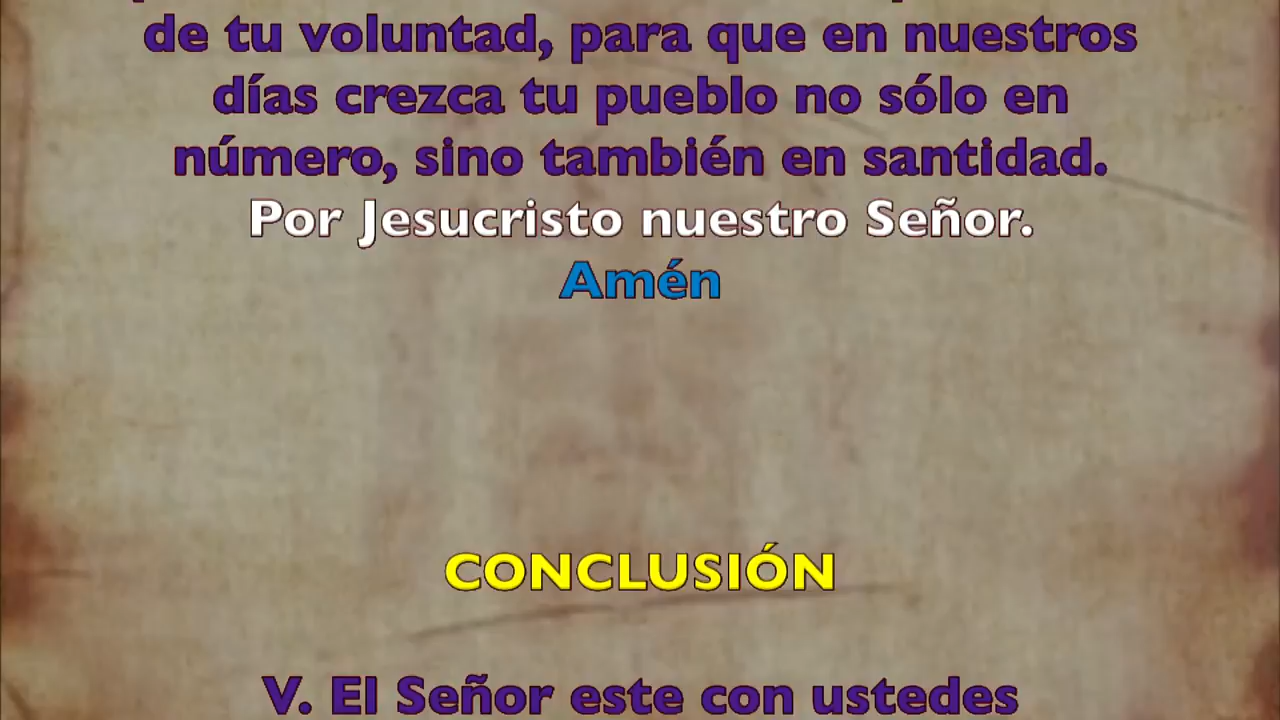 de tu voluntad, para que en nuestros
días crezca tu pueblo no sólo en
número, sino también en santidad.
Por Jesucristo nuestro Señor.
Amén
CONCLUSIÓN
V. El Señor este con ustedes